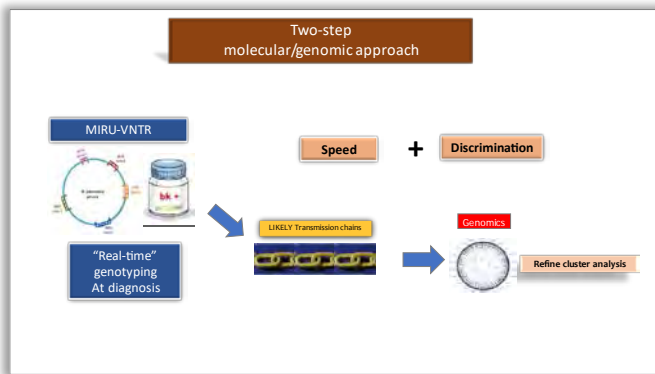 Two-step
molecular/genomic approach
MIRU-VNTR
Speed
+
Discrimination
bk +
LIKELY Transmission chains
Genomics
"Real-time"
genotyping
At diagnosis
Refine cluster analysis